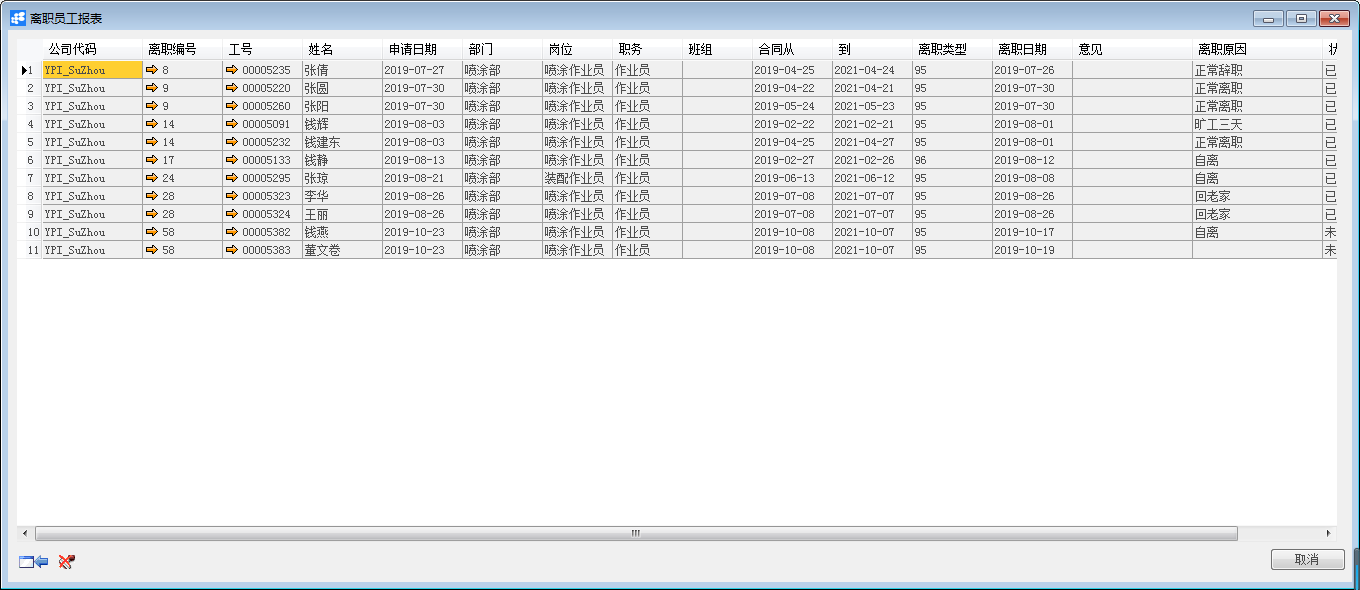 离职员工报表
公司代码 离职编号 工号 姓名 申请日期 部门 岗位 职务 班组 合同从 到 离职类型 离职日期 意见 离职原因
1 YPI_SuZhou 8 00005235 张倩 2019-07-27 喷涂部 喷涂作业员 作业员 2019-04-25 2021-04-24 95 2019-07-26 正常辞职 已
2 YPI_SuZhou 9 00005220 张圆 2019-07-30 喷涂部 喷涂作业员 作业员 2019-04-22 2021-04-21 95 2019-07-30 正常离职 已
3 YPI_SuZhou 9 00005260 张阳 2019-07-30 喷涂部 喷涂作业员 作业员 2019-05-24 2021-05-23 95 2019-07-30 正常离职 已
4 YPI_SuZhou 14 00005091 钱辉 2019-08-03 喷涂部 喷涂作业员 作业员 2019-02-22 2021-02-21 95 2019-08-01 旷工三天 已
5 YPI_SuZhou 14 00005232 钱建东 2019-08-03 喷涂部 喷涂作业员 作业员 2019-04-25 2021-04-27 95 2019-08-01 正常离职 已
6 YPI_SuZhou 17 00005133 钱静 2019-08-13 喷涂部 喷涂作业员 作业员 2019-02-27 2021-02-26 96 2019-08-12 自离 已
7 YPI_SuZhou 24 00005295 张琼 2019-08-21 喷涂部 装配作业员 作业员 2019-06-13 2021-06-12 95 2019-08-08 自离 已
8 YPI_SuZhou 28 00005323 李华 2019-08-26 喷涂部 喷涂作业员 作业员 2019-07-08 2021-07-07 95 2019-08-26 回老家 已
9 YPI_SuZhou 28 00005324 王丽 2019-08-26 喷涂部 喷涂作业员 作业员 2019-07-08 2021-07-07 95 2019-08-26 回老家 已
10 YPI_SuZhou 58 00005382 钱燕 2019-10-23 喷涂部 喷涂作业员 作业员 2019-10-08 2021-10-07 95 2019-10-17 自离 未
11 YPI_SuZhou 58 00005383 董文卷 2019-10-23 喷涂部 喷涂作业员 作业员 2019-10-08 2021-10-07 95 2019-10-19 未
取消